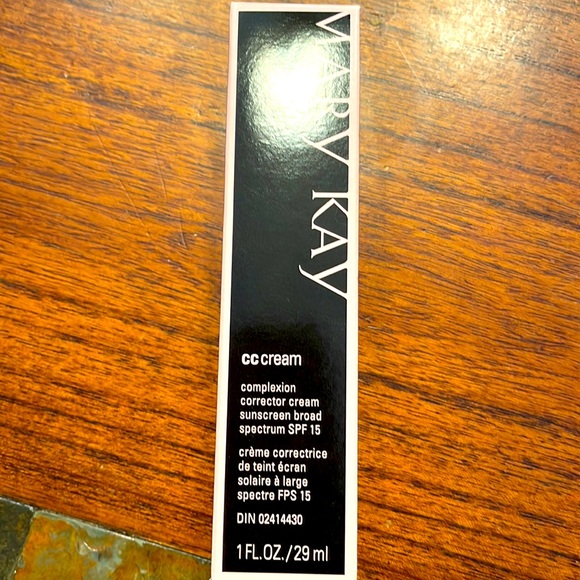 MARY KAY
cc cream
complexion
corrector cream
sunscreen broad
spectrum SPF 15
crème correctrice
de teint écran
solaire à large
spectre FPS 15
DIN 02414430
1 FL.OZ./29 ml